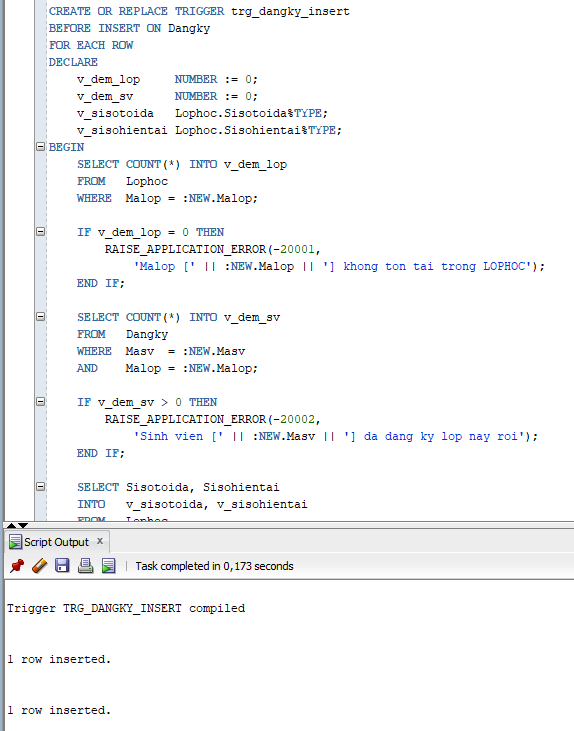 CREATE OR REPLACE TRIGGER trg_dangky_insert
BEFORE INSERT ON Dangky
FOR EACH ROW
DECLARE
    v_dem_lop     NUMBER := 0;
    v_dem_sv      NUMBER := 0;
    v_sisotoida   Lophoc.Sisotoida%TYPE;
    v_sisohientai Lophoc.Sisohientai%TYPE;
BEGIN
    SELECT COUNT(*) INTO v_dem_lop
    FROM   Lophoc
    WHERE  Malop = :NEW.Malop;
    IF v_dem_lop = 0 THEN
        RAISE_APPLICATION_ERROR(-20001,
            'Malop [' || :NEW.Malop || '] khong ton tai trong LOPHOC');
    END IF;
    SELECT COUNT(*) INTO v_dem_sv
    FROM   Dangky
    WHERE  Masv  = :NEW.Masv
    AND    Malop = :NEW.Malop;
    IF v_dem_sv > 0 THEN
        RAISE_APPLICATION_ERROR(-20002,
            'Sinh vien [' || :NEW.Masv || '] da dang ky lop nay roi');
    END IF;
    SELECT Sisotoida, Sisohientai
    INTO   v_sisotoida, v_sisohientai
    FROM   Lophoc
Script Output x
Task completed in 0,173 seconds
Trigger TRG_DANGKY_INSERT compiled
1 row inserted.
1 row inserted.